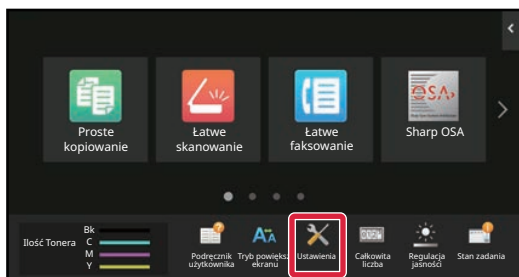 Proste
kopiowanie
Łatwe
skanowanie
OSA
Łatwe
faksowanie
Sharp OSA
Ilość Tonera
Bk
C
M
Y
Podręcznik
użytkownika
Tryb powiększ
ekranu
Ustawienia
Całkowita
liczba
Regulacja
jasności
Stan zadania